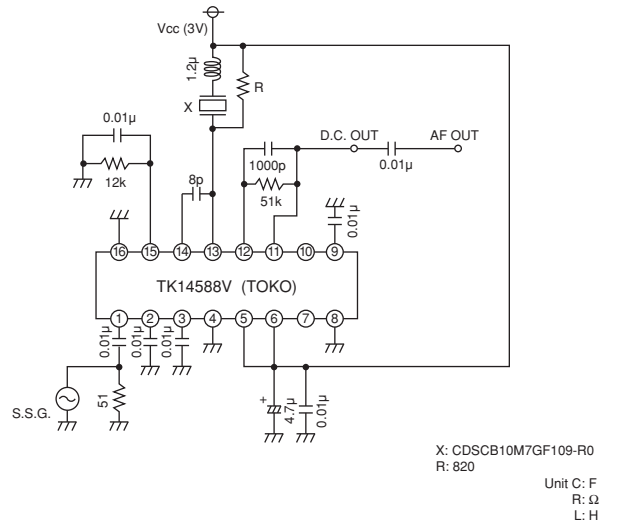 Vcc (3V)
1.2µ
R
X
0.01µ
12k
8p
1000p
51k
D.C. OUT
AF OUT
0.01µ
0.01µ
16 15 14 13 12 11 10 9
TK14588V (TOKO)
1 2 3 4 5 6 7 8
0.01µ
0.01µ
0.01µ
S.S.G.
51
+
4.7µ
0.01µ
X: CDSCB10M7GF109-R0
R: 820
Unit C: F
R: Ω
L: H